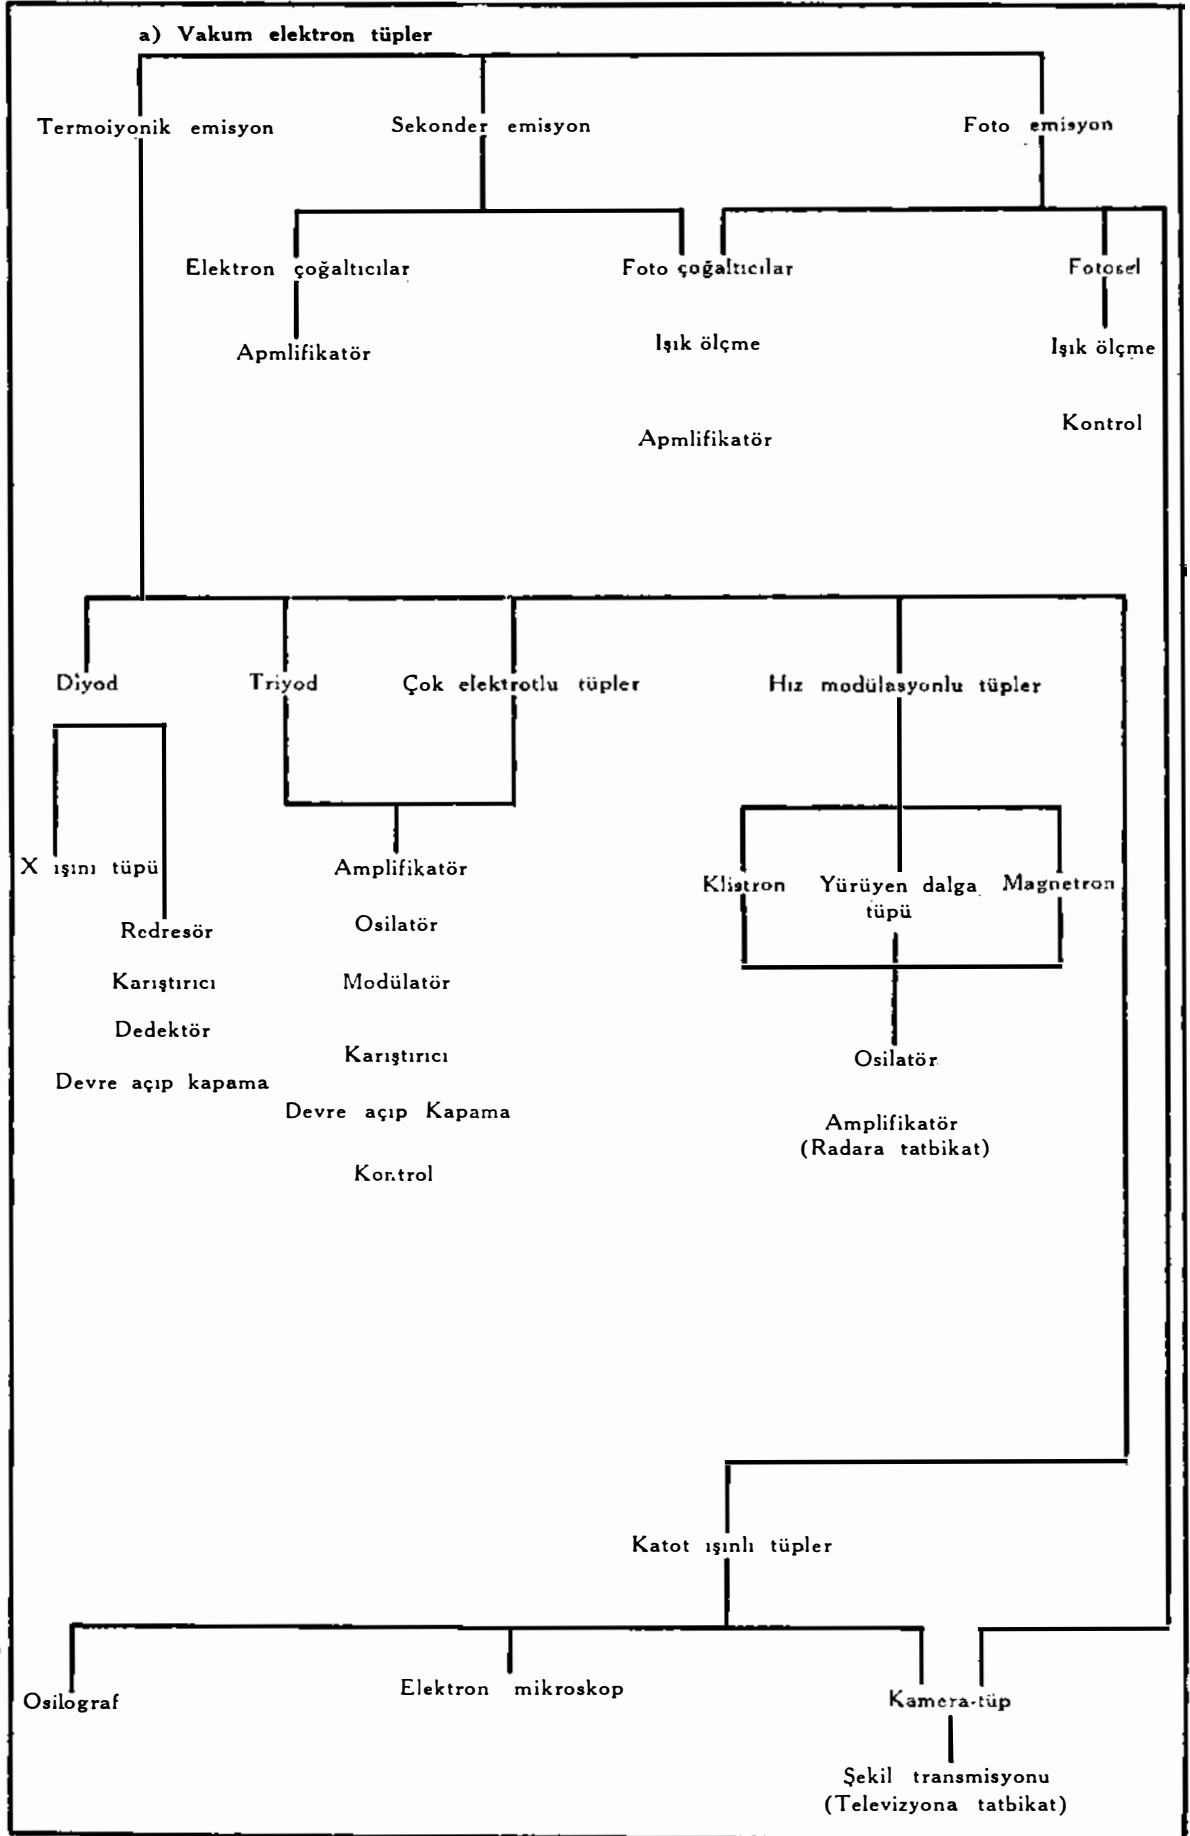 a) Vakum elektron tüpler
Termoiyonik emisyon
Sekonder emisyon
Foto emisyon
Elektron çoğaltıcılar
Foto çoğaltıcılar
Fotosel
Apmlifikatör
Işık ölçme
Işık ölçme
Apmlifikatör
Kontrol
Diyod
Triyod
Çok elektrotlu tüpler
Hız modülasyonlu tüpler
X ışını tüpü
Amplifikatör
Klistron
Yürüyen dalga
tüpü
Magnetron
Redresör
Osilatör
Karıştırıcı
Modülatör
Dedektör
Karıştırıcı
Osilatör
Devre açıp kapama
Devre açıp Kapama
Amplifikatör
(Radara tatbikat)
Kontrol
Katot ışınlı tüpler
Osilograf
Elektron mikroskop
Kamera-tüp
Şekil transmisyonu
(Televizyona tatbikat)